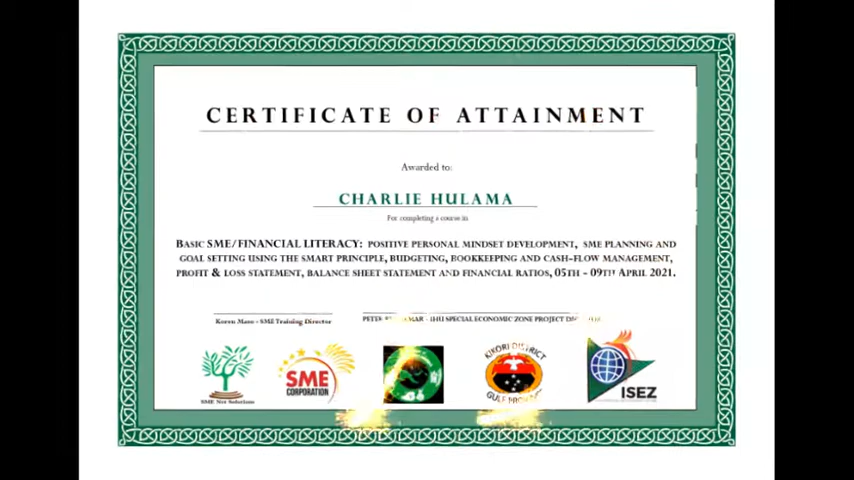 CERTIFICATE OF ATTAINMENT
Awarded to:
CHARLIE HULAMA
For completing a course in
BASIC SME/FINANCIAL LITERACY: POSITIVE PERSONAL MINDSET DEVELOPMENT, SME PLANNING AND
GOAL SETTING USING THE SMART PRINCIPLE, BUDGETING, BOOKKEEPING AND CASH-FLOW MANAGEMENT,
PROFIT & LOSS STATEMENT, BALANCE SHEET STATEMENT AND FINANCIAL RATIOS, 05TH - 09TH APRIL 2021.
Koren Maso - SME Training Director
PETER IHU SPECIAL ECONOMIC ZONE PROJECT
SME Net Solutions
SME
CORPORATION
KIKORI DISTRICT
GULF
ISEZ